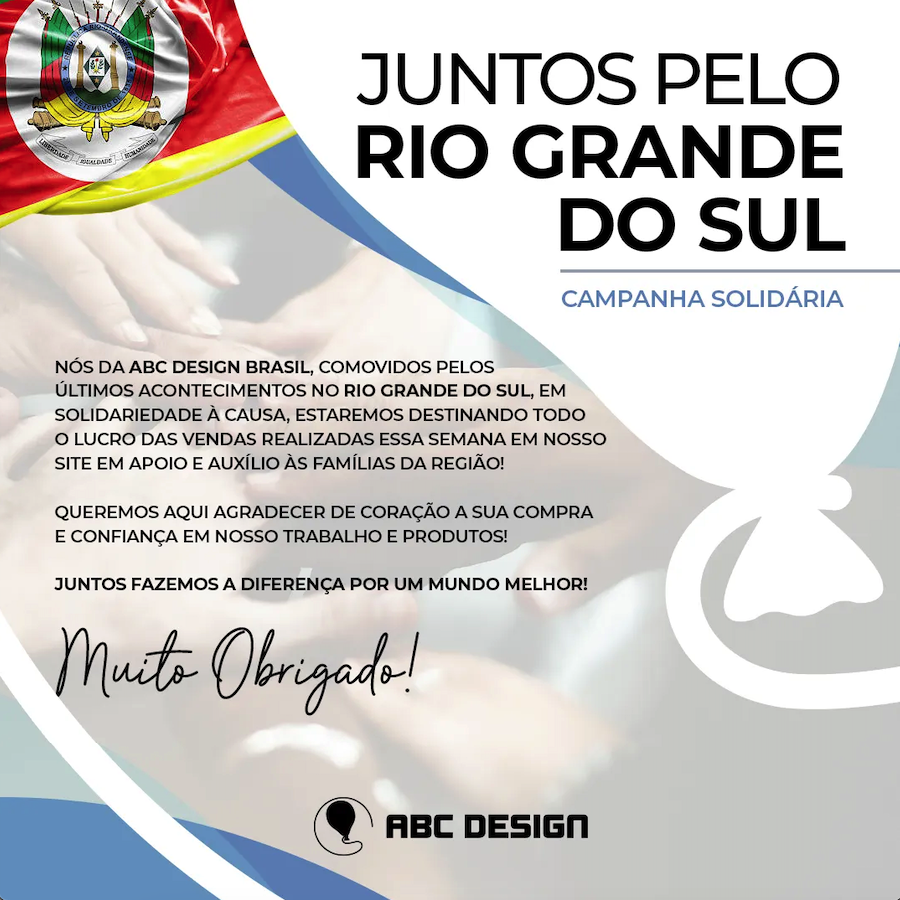 JUNTOS PELO
RIO GRANDE
DO SUL
CAMPANHA SOLIDÁRIA
LIBERDADE IGUALDADE HUMANIDADE
NÓS DA ABC DESIGN BRASIL, COMOVIDOS PELOS
ÚLTIMOS ACONTECIMENTOS NO RIO GRANDE DO SUL, EM
SOLIDARIEDADE À CAUSA, ESTAREMOS DESTINANDO TODO
O LUCRO DAS VENDAS REALIZADAS ESSA SEMANA EM NOSSO
SITE EM APOIO E AUXÍLIO ÀS FAMÍLIAS DA REGIÃO!
QUEREMOS AQUI AGRADECER DE CORAÇÃO A SUA COMPRA
E CONFIANÇA EM NOSSO TRABALHO E PRODUTOS!
JUNTOS FAZEMOS A DIFERENÇA POR UM MUNDO MELHOR!
Muito Obrigado!
ABC DESIGN